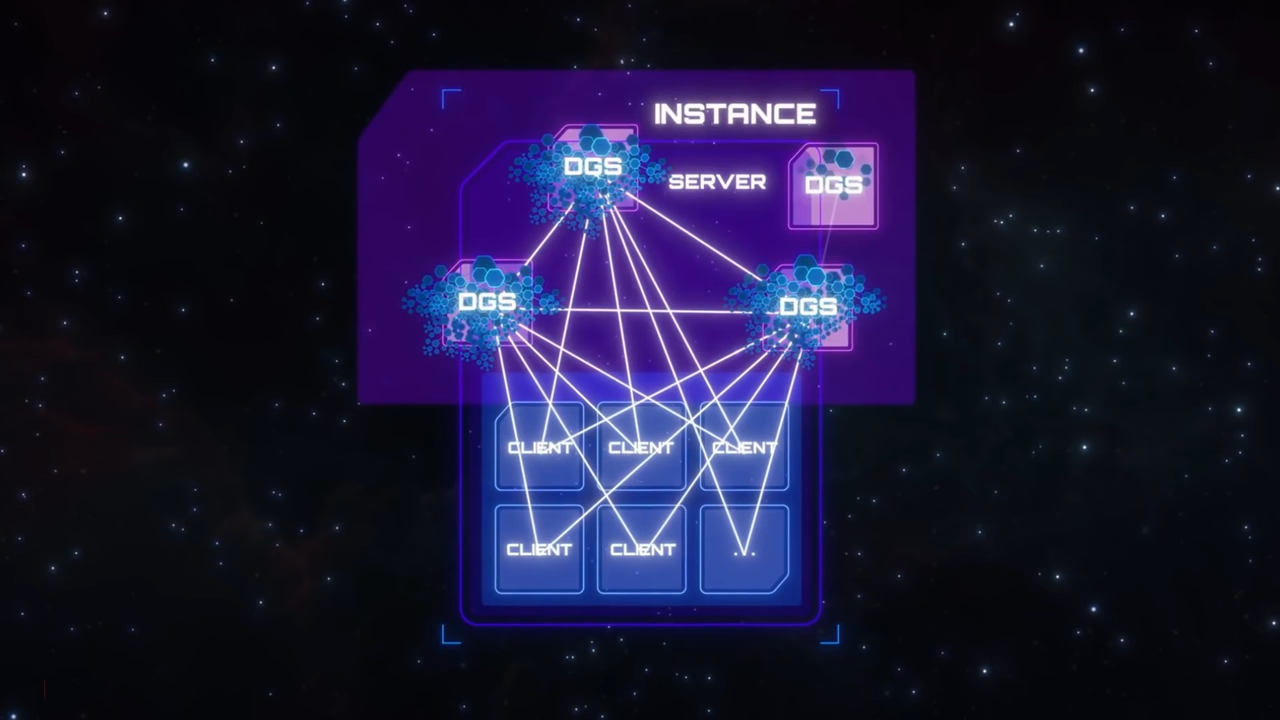 INSTANCE
DGS
SERVER
DGS
DGS
DGS
CLIENT
CLIENT
CLIENT
CLIENT
CLIENT
...